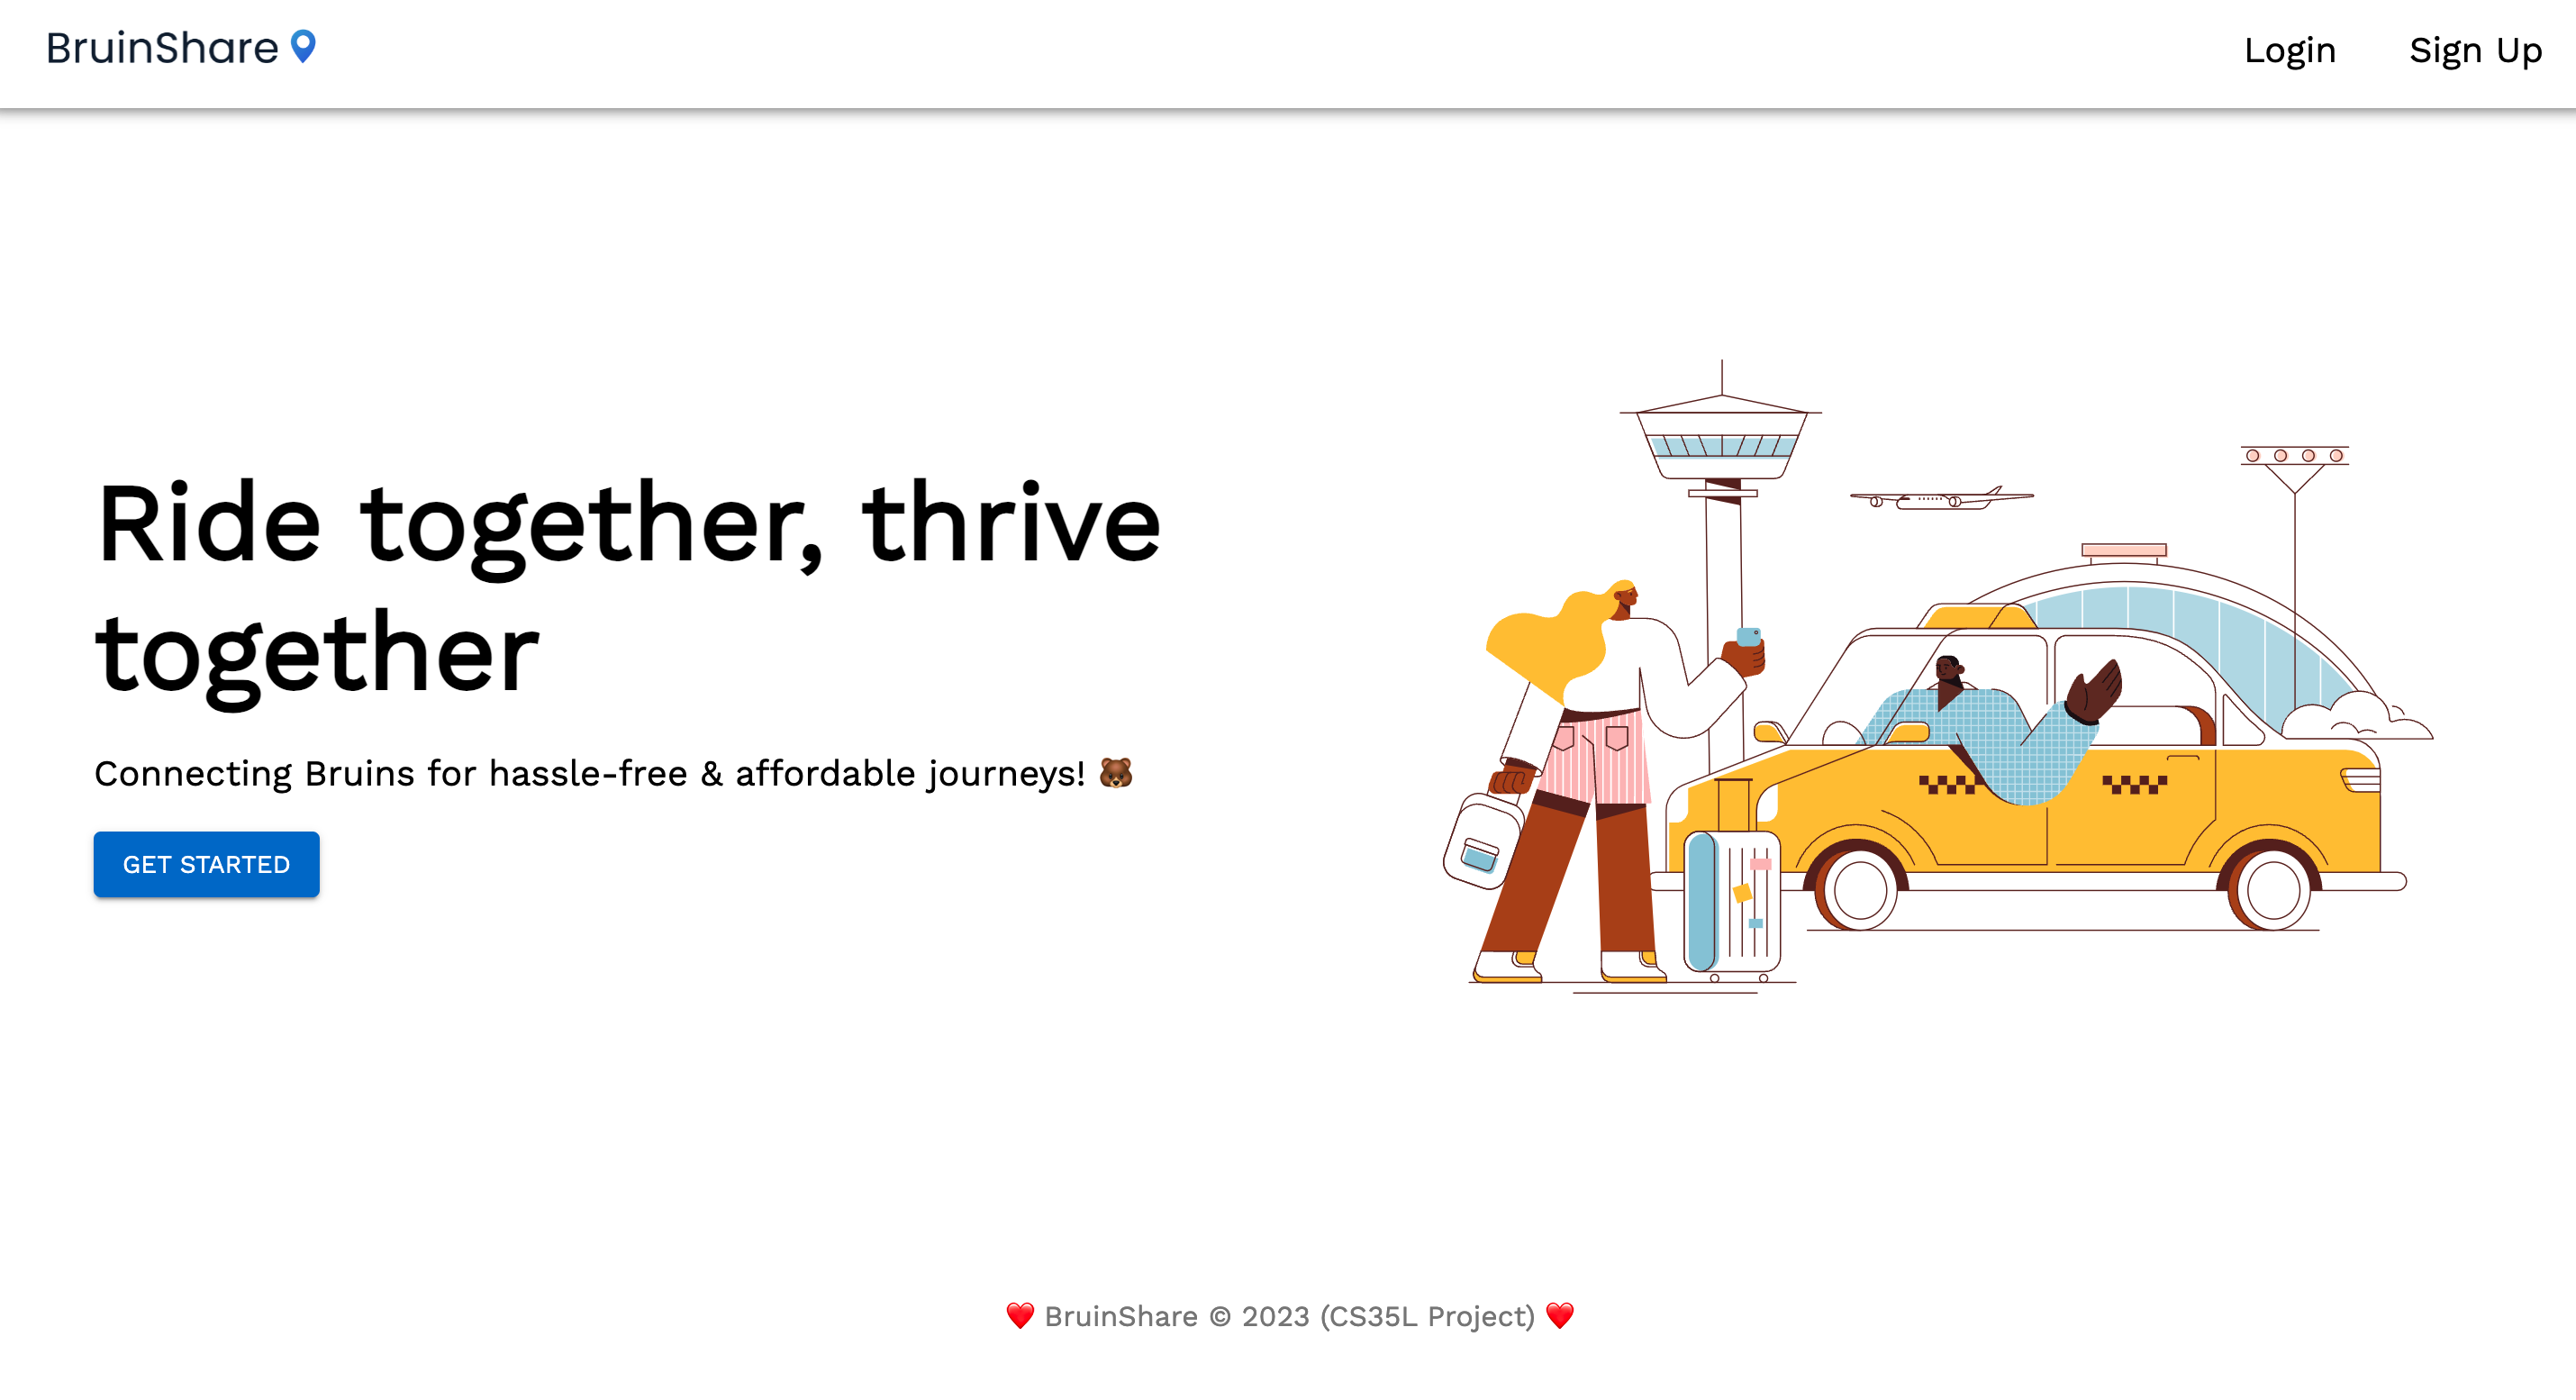 BruinShare
Login
Sign Up
Ride together, thrive
together
Connecting Bruins for hassle-free & affordable journeys! 🐻
GET STARTED
❤️ BruinShare © 2023 (CS35L Project) ❤️